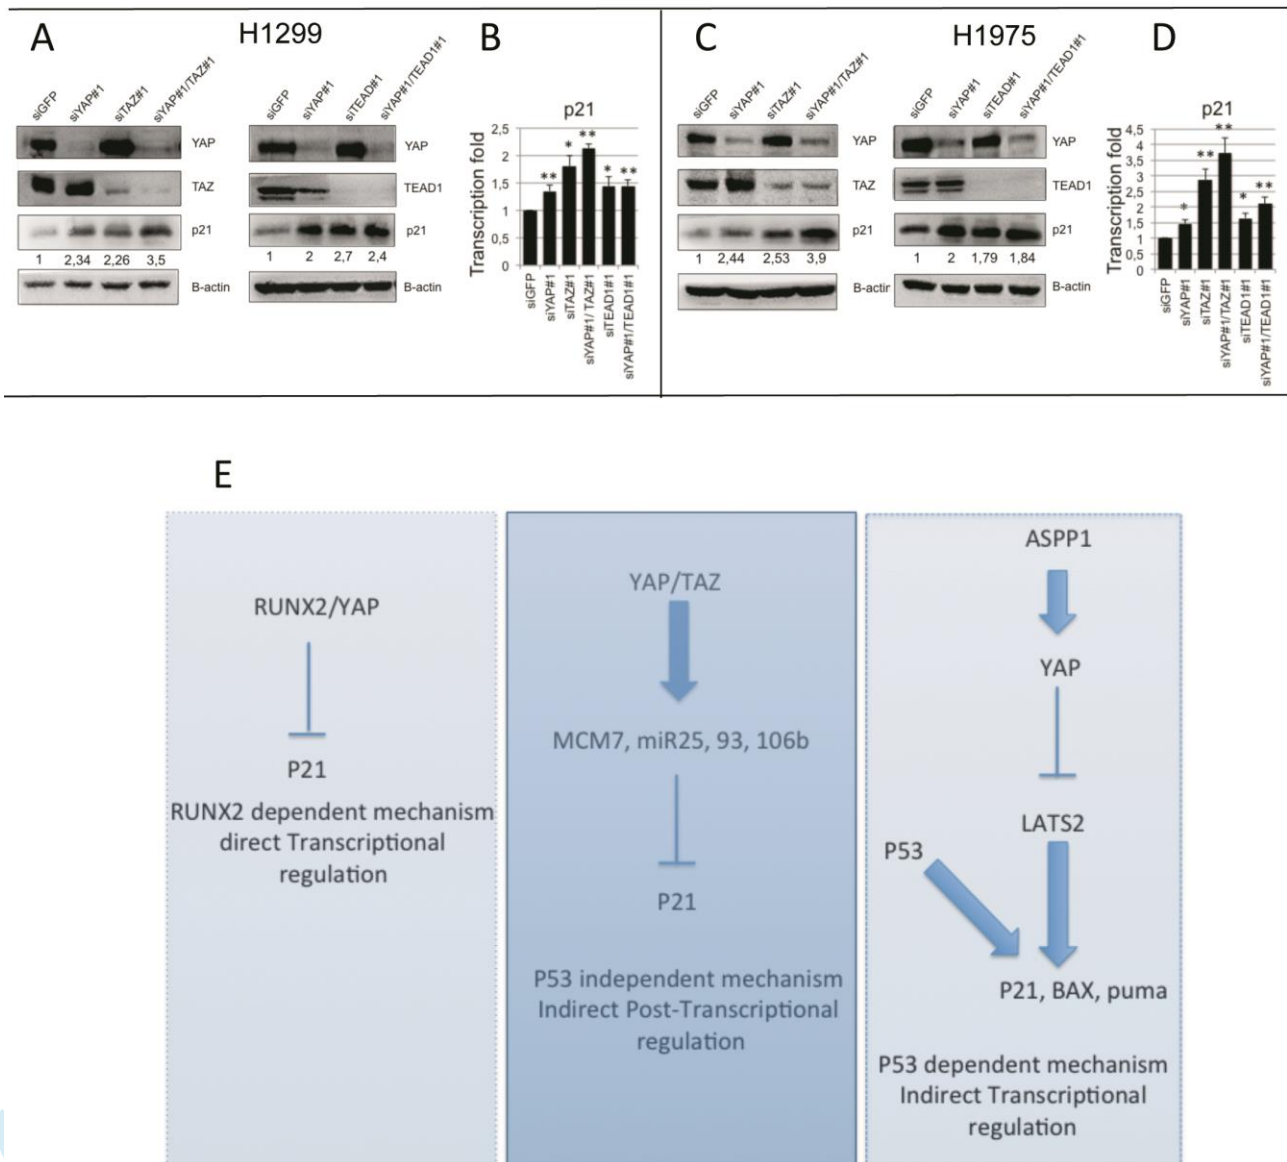 A
H1299
B
siGFP
siYAP#1
siTAZ#1
siYAP#1/TAZ#1
YAP
TAZ
p21
1 2,34 2,26 3,5
B-actin
siGFP
siYAP#1
siTEAD#1
siYAP#1/TEAD1#1
YAP
TEAD1
p21
1 2 2,7 2,4
B-actin
p21
Transcription fold
2,5
2
1,5
1
0,5
0
** * ** * **
siGFP
siYAP#1
siTAZ#1
siYAP#1/ TAZ#1
siTEAD1#1
siYAP#1/TEAD1#1
C
H1975
D
siGFP
siYAP#1
siTAZ#1
siYAP#1/TAZ#1
YAP
TAZ
p21
1 2,44 2,53 3,9
B-actir
siGFP
siYAP#1
siTEAD#1
siYAP#1/TEAD1#1
YAP
TEAD1
p21
1 2 1,79 1,84
B-actin
p21
Transcription fold
4,5
4
3,5
3
2,5
2
1,5
1
0,5
0
* ** ** * **
siGFP
siYAP#1
siTAZ#1
siYAP#1/TAZ#1
siTEAD1#1
siYAP#1/TEAD1#1
E
RUNX2/YAP
P21
RUNX2 dependent mechanism
direct Transcriptional
regulation
YAP/TAZ
MCM7, miR25, 93, 106b
P21
P53 independent mechanism
Indirect Post-Transcriptional
regulation
ASPP1
YAP
LATS2
P53
P21, BAX, puma
P53 dependent mechanism
Indirect Transcriptional
regulation